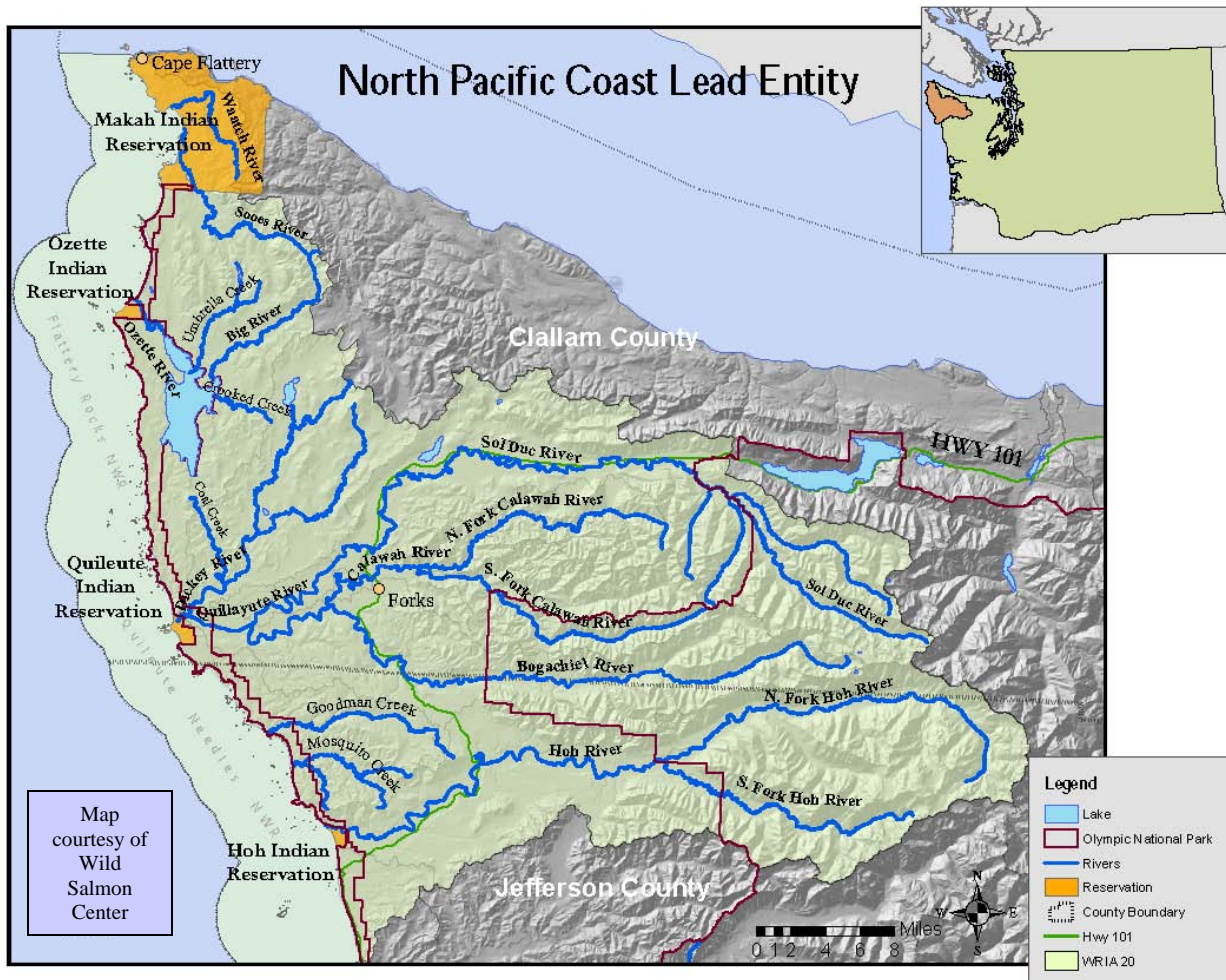 North Pacific Coast Lead Entity
Cape Flattery
Makah Indian
Reservation
Waatch River
Sooes River
Ozette
Indian
Reservation
Umbrella Creek
Big River
Ozette River
Crooked Creek
Flattery Rocks NWR
Clallam County
HWY 101
Sol Duc River
Coal Creek
N. Fork Calawah River
Calawah River
Dickey River
Quillayute River
Quileute
Indian
Reservation
Forks
S. Fork Calawah River
Sol Duc River
Bogachiel River
Quillayute Needles NWR
N. Fork Hoh River
Goodman Creek
Mosquito Creek
Hoh River
S. Fork Hoh River
Hoh Indian
Reservation
Jefferson County
Map
courtesy of
Wild
Salmon
Center
N
W E
S
Miles
0 1 2 4 6 8
Legend
Lake
Olympic National Park
Rivers
Reservation
County Boundary
Hwy 101
WRIA 20